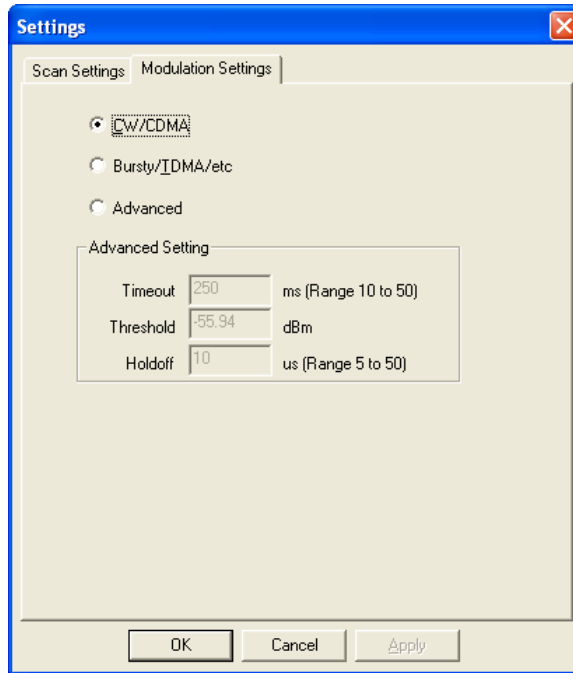 Settings
Scan Settings Modulation Settings
CW/CDMA
Bursty/TDMA/etc
Advanced
Advanced Setting
Timeout 250 ms (Range 10 to 50)
Threshold -55.94 dBm
Holdoff 10 us (Range 5 to 50)
OK Cancel Apply